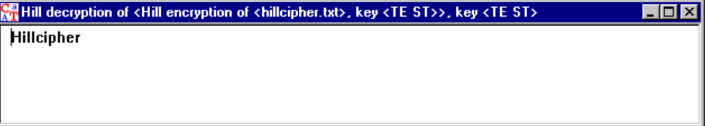 Hill decryption of <Hill encryption of <hillcipher.txt>, key <TE ST>>, key <TE ST>
Hillcipher